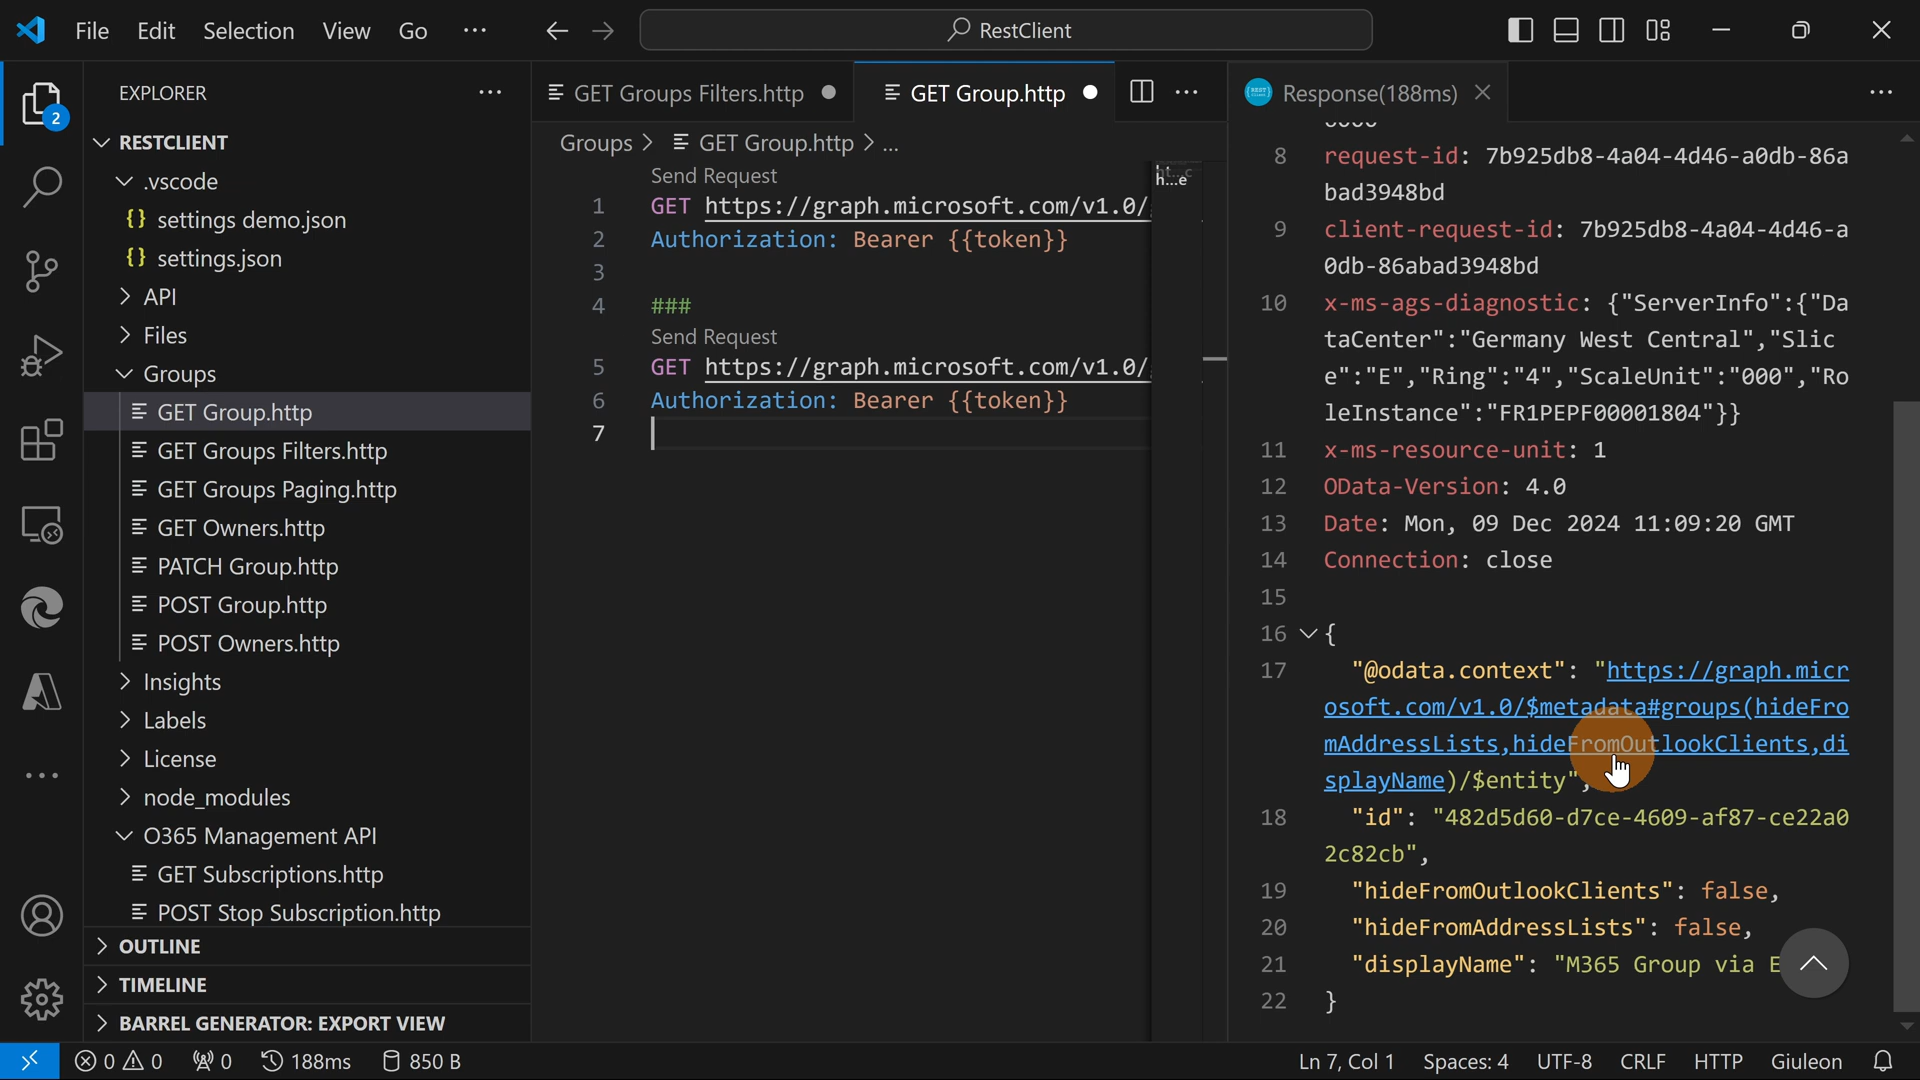 File Edit Selection View Go ··· RestClient
EXPLORER ···
2
RESTCLIENT
.vscode
{} settings demo.json
{} settings.json
API
Files
Groups
GET Group.http
GET Groups Filters.http
GET Groups Paging.http
GET Owners.http
PATCH Group.http
POST Group.http
POST Owners.http
Insights
Labels
License
node_modules
O365 Management API
GET Subscriptions.http
POST Stop Subscription.http
OUTLINE
TIMELINE
BARREL GENERATOR: EXPORT VIEW
GET Groups Filters.http GET Group.http ···
Groups > GET Group.http > ...
Send Request
1 GET https://graph.microsoft.com/v1.0/
2 Authorization: Bearer {{token}}
3
4 ###
Send Request
5 GET https://graph.microsoft.com/v1.0/
6 Authorization: Bearer {{token}}
7
Response(188ms) ···
8 request-id: 7b925db8-4a04-4d46-a0db-86a
bad3948bd
9 client-request-id: 7b925db8-4a04-4d46-a
0db-86abad3948bd
10 x-ms-ags-diagnostic: {"ServerInfo":{"Da
taCenter":"Germany West Central","Slic
e":"E","Ring":"4","ScaleUnit":"000","Ro
leInstance":"FR1PEPF00001804"}}
11 x-ms-resource-unit: 1
12 OData-Version: 4.0
13 Date: Mon, 09 Dec 2024 11:09:20 GMT
14 Connection: close
15
16 {
17 "@odata.context": "https://graph.micr
osoft.com/v1.0/$metadata#groups(hideFro
mAddressLists,hideFromOutlookClients,di
splayName)/$entity",
18 "id": "482d5d60-d7ce-4609-af87-ce22a0
2c82cb",
19 "hideFromOutlookClients": false,
20 "hideFromAddressLists": false,
21 "displayName": "M365 Group via
22 }
0 0 0 188ms 850 B Ln 7, Col 1 Spaces: 4 UTF-8 CRLF HTTP Giuleon